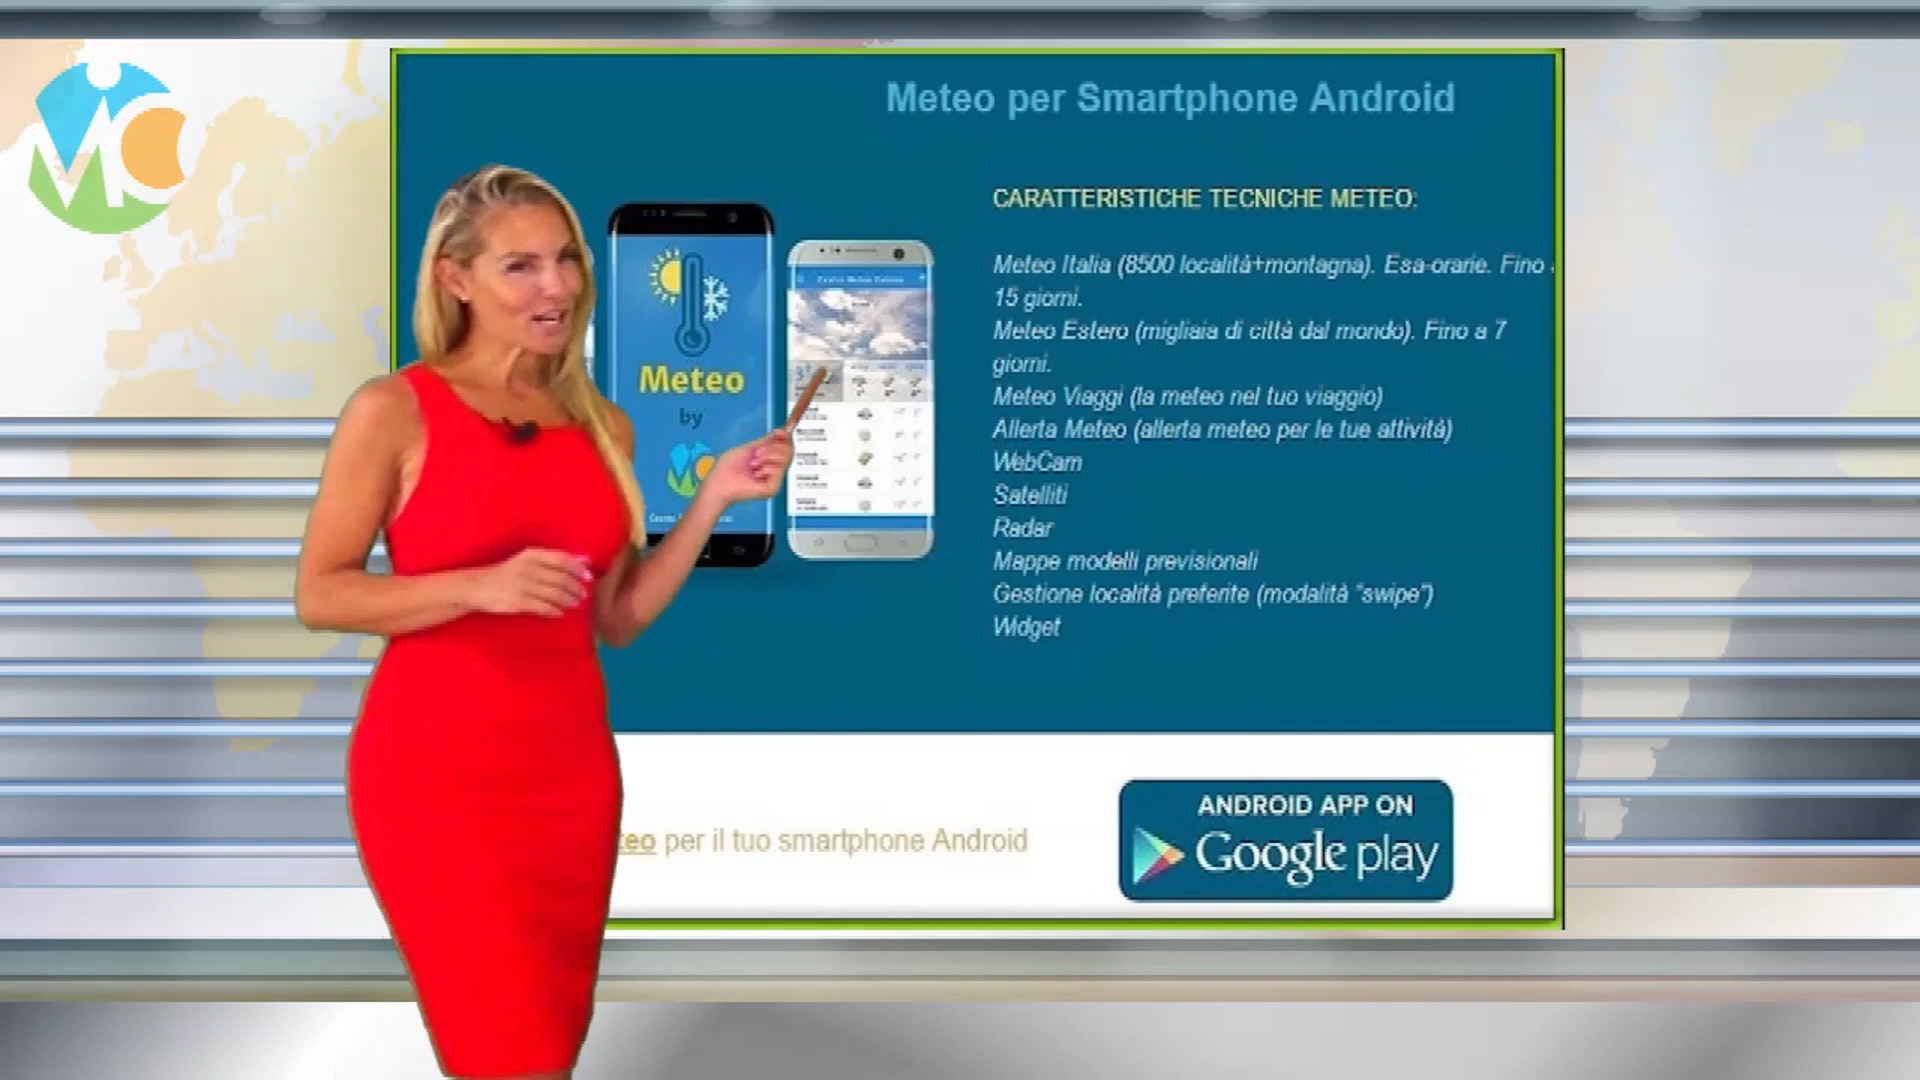 Meteo per Smartphone Android
CARATTERISTICHE TECNICHE METEO:
Meteo Italia (8500 località+montagna). Esa-orarie. Fino
15 giorni.
Meteo Estero (migliaia di città dal mondo). Fino a 7
giorni.
Meteo Viaggi (la meteo nel tuo viaggio)
Allerta Meteo (allerta meteo per le tue attività)
WebCam
Satelliti
Radar
Mappe modelli previsionali
Gestione località preferite (modalità "swipe")
Widget
Meteo
by
teo per il tuo smartphone Android
ANDROID APP ON
Google play